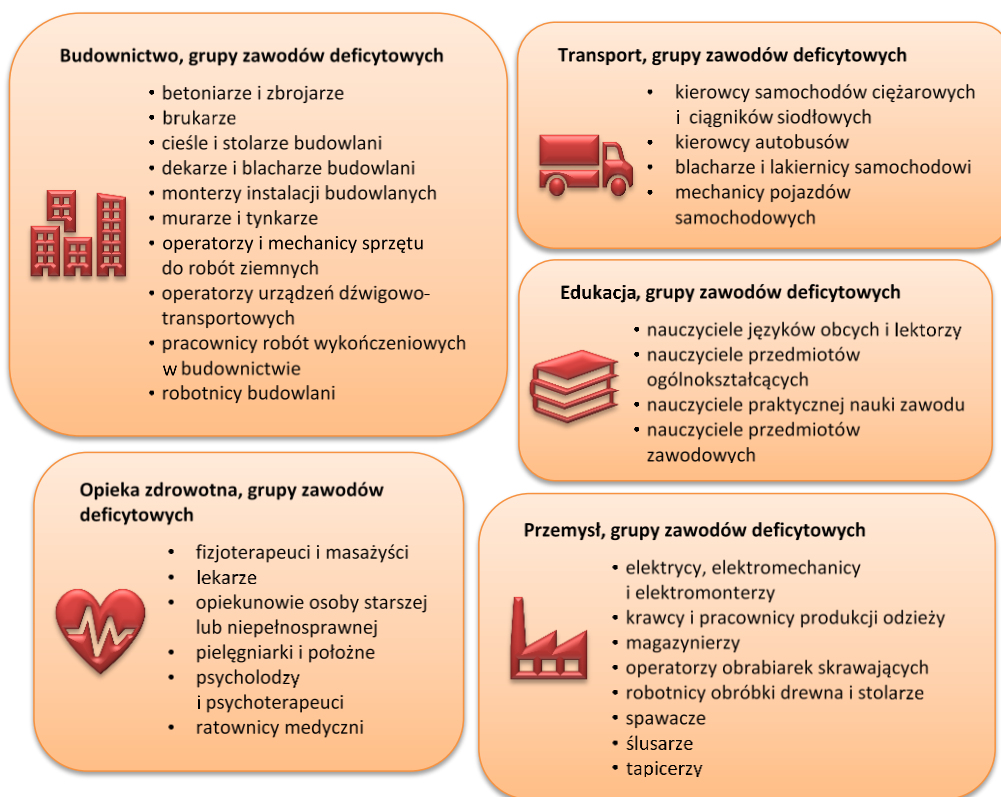 Budownictwo, grupy zawodów deficytowych
• betoniarze i zbrojarze
• brukarze
• cieśle i stolarze budowlani
• dekarze i blacharze budowlani
• monterzy instalacji budowlanych
• murarze i tynkarze
• operatorzy i mechanicy sprzętu
do robót ziemnych
• operatorzy urządzeń dźwigowo-
transportowych
• pracownicy robót wykończeniowych
w budownictwie
• robotnicy budowlani
Transport, grupy zawodów deficytowych
• kierowcy samochodów ciężarowych
i ciągników siodłowych
• kierowcy autobusów
• blacharze i lakiernicy samochodowi
• mechanicy pojazdów
samochodowych
Edukacja, grupy zawodów deficytowych
• nauczyciele języków obcych i lektorzy
• nauczyciele przedmiotów
ogólnokształcących
• nauczyciele praktycznej nauki zawodu
• nauczyciele przedmiotów
zawodowych
Opieka zdrowotna, grupy zawodów
deficytowych
• fizjoterapeuci i masażyści
• lekarze
• opiekunowie osoby starszej
lub niepełnosprawnej
• pielęgniarki i położne
• psycholodzy
i psychoterapeuci
• ratownicy medyczni
Przemysł, grupy zawodów deficytowych
• elektrycy, elektromechanicy
i elektromonterzy
• krawcy i pracownicy produkcji odzieży
• magazynierzy
• operatorzy obrabiarek skrawających
• robotnicy obróbki drewna i stolarze
• spawacze
• ślusarze
• tapicerzy